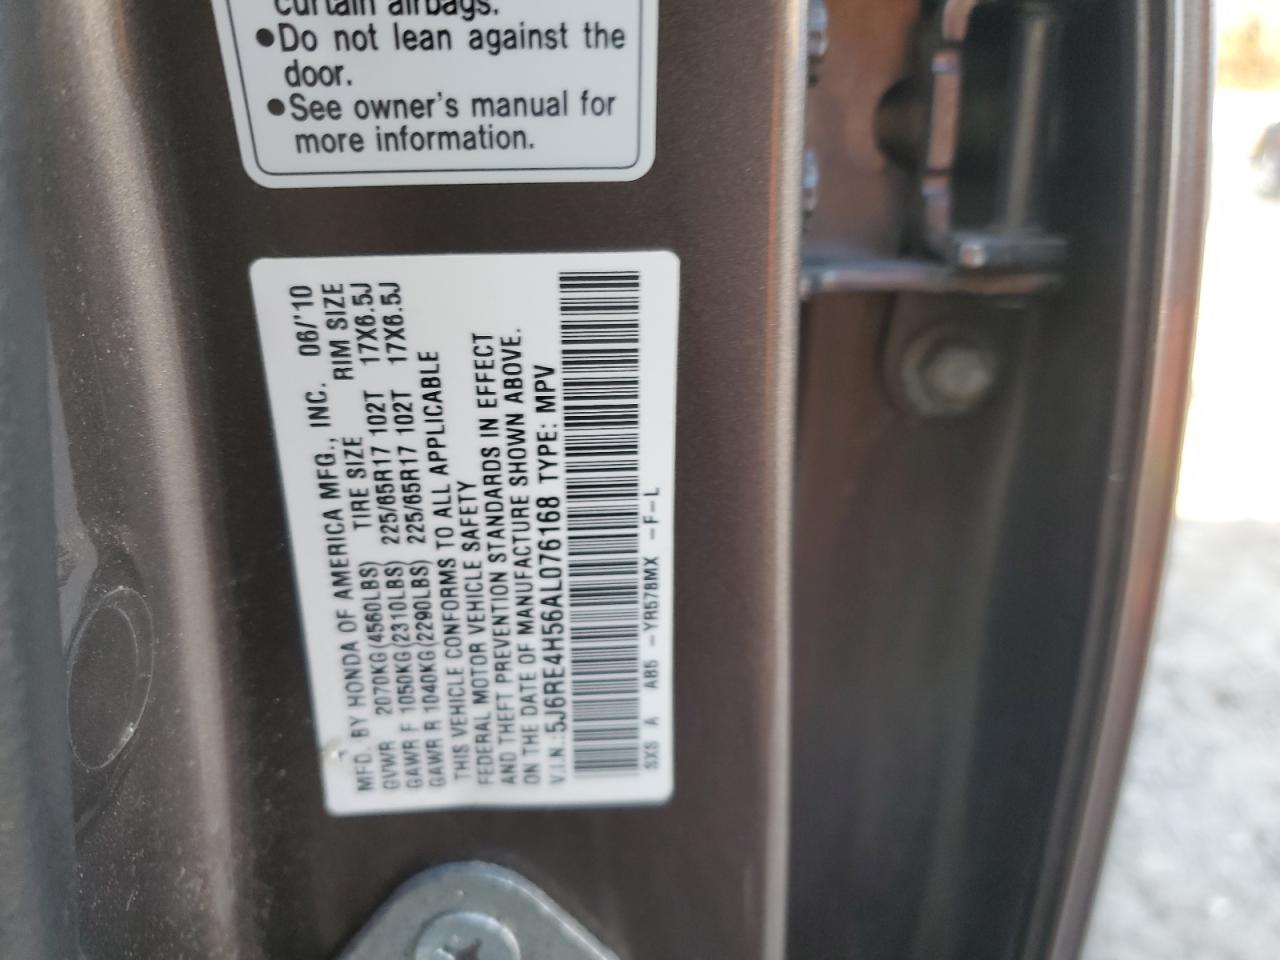 curtain airbags.
●Do not lean against the
door.
●See owner's manual for
more information.
MFD. BY HONDA OF AMERICA MFG., INC. 06/'10
GVWR 2070KG(4560LBS) TIRE SIZE RIM SIZE
GAWR F 1050KG(2310LBS) 225/65R17 102T 17X6.5J
GAWR R 1040KG(2290LBS) 225/65R17 102T 17X6.5J
THIS VEHICLE CONFORMS TO ALL APPLICABLE
FEDERAL MOTOR VEHICLE SAFETY
AND THEFT PREVENTION STANDARDS IN EFFECT
ON THE DATE OF MANUFACTURE SHOWN ABOVE.
V.I.N.:5J6RE4H56AL076168 TYPE: MPV
SXS A AB5 -YR578MX -F-L